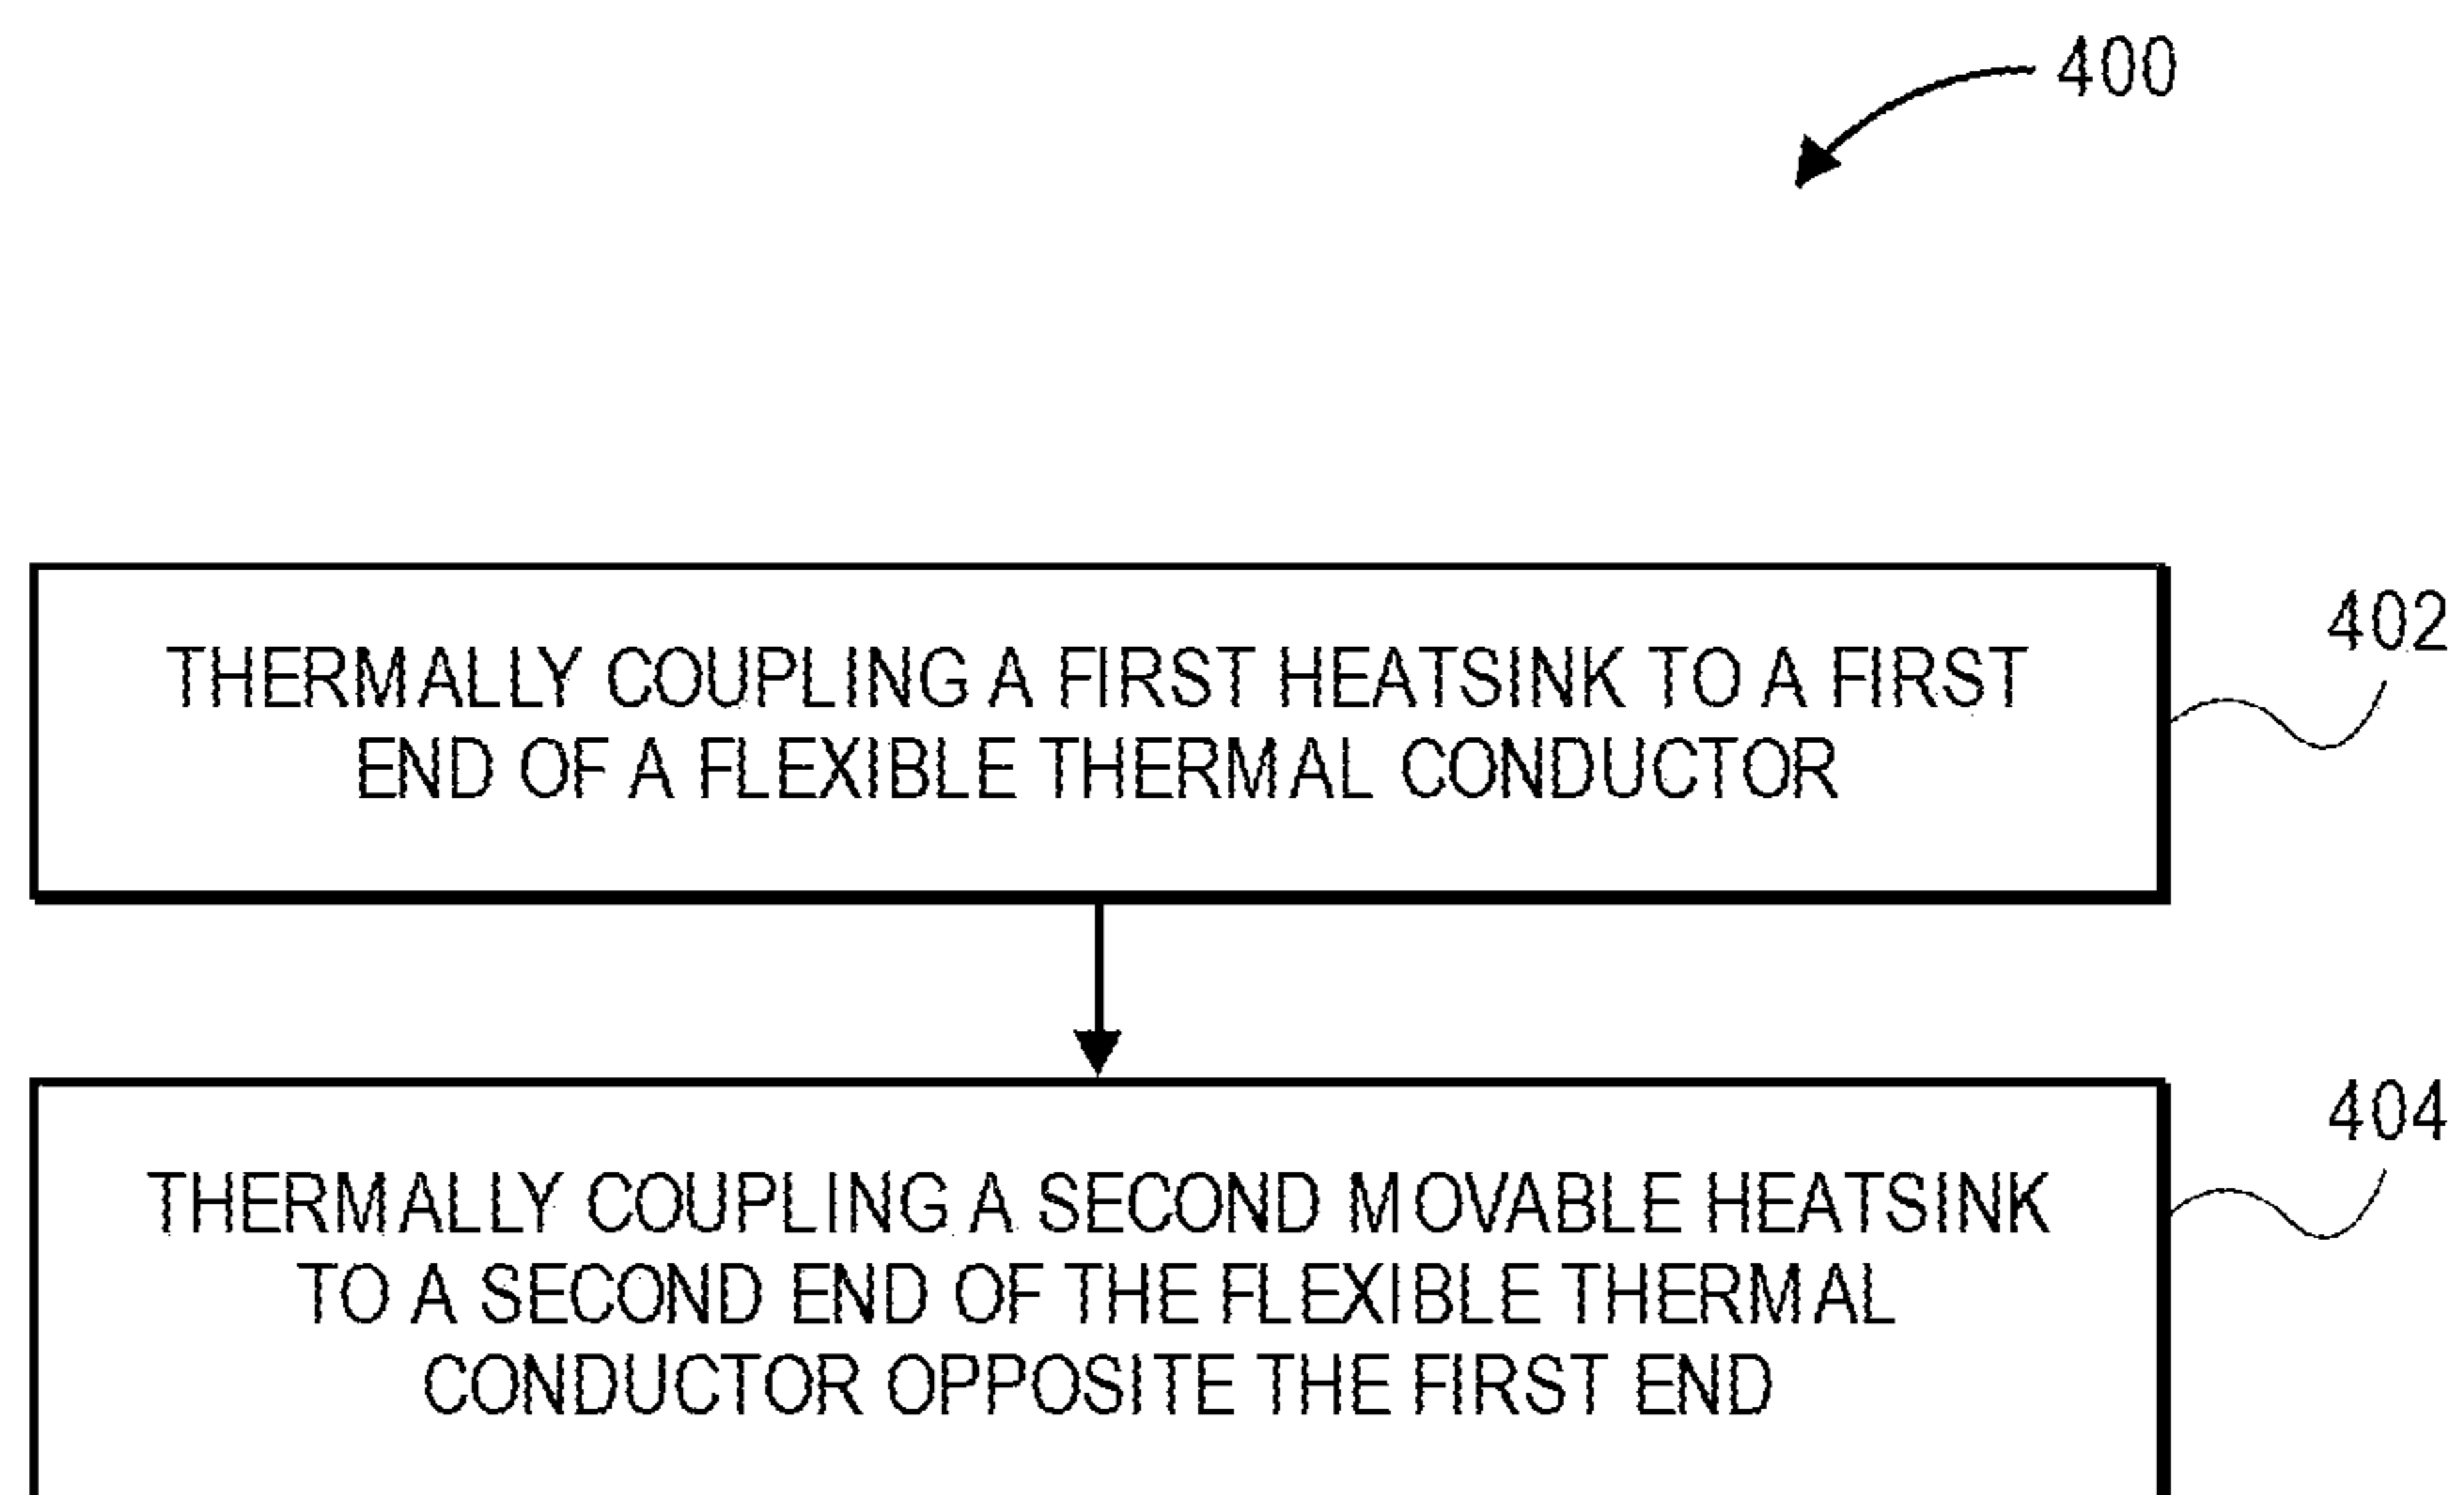 400
402
THERMALLY COUPLING A FIRST HEATSINK TO A FIRST
END OF A FLEXIBLE THERMAL CONDUCTOR
404
THERMALLY COUPLING A SECOND MOVABLE HEATSINK
TO A SECOND END OF THE FLEXIBLE THERMAL
CONDUCTOR OPPOSITE THE FIRST END